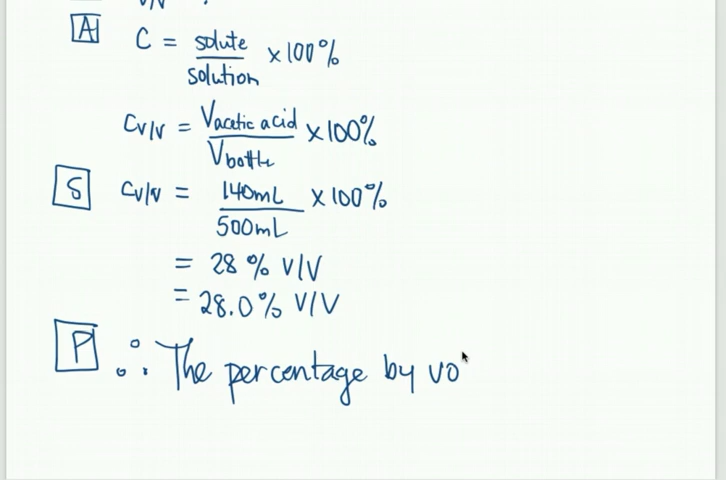 A C = solute / solution × 100%
Cv/v = Vacetic acid / Vbottle × 100%
S Cv/v = 140mL / 500mL × 100%
= 28 % V/V
= 28.0% V/V
P ∴ The percentage by vo